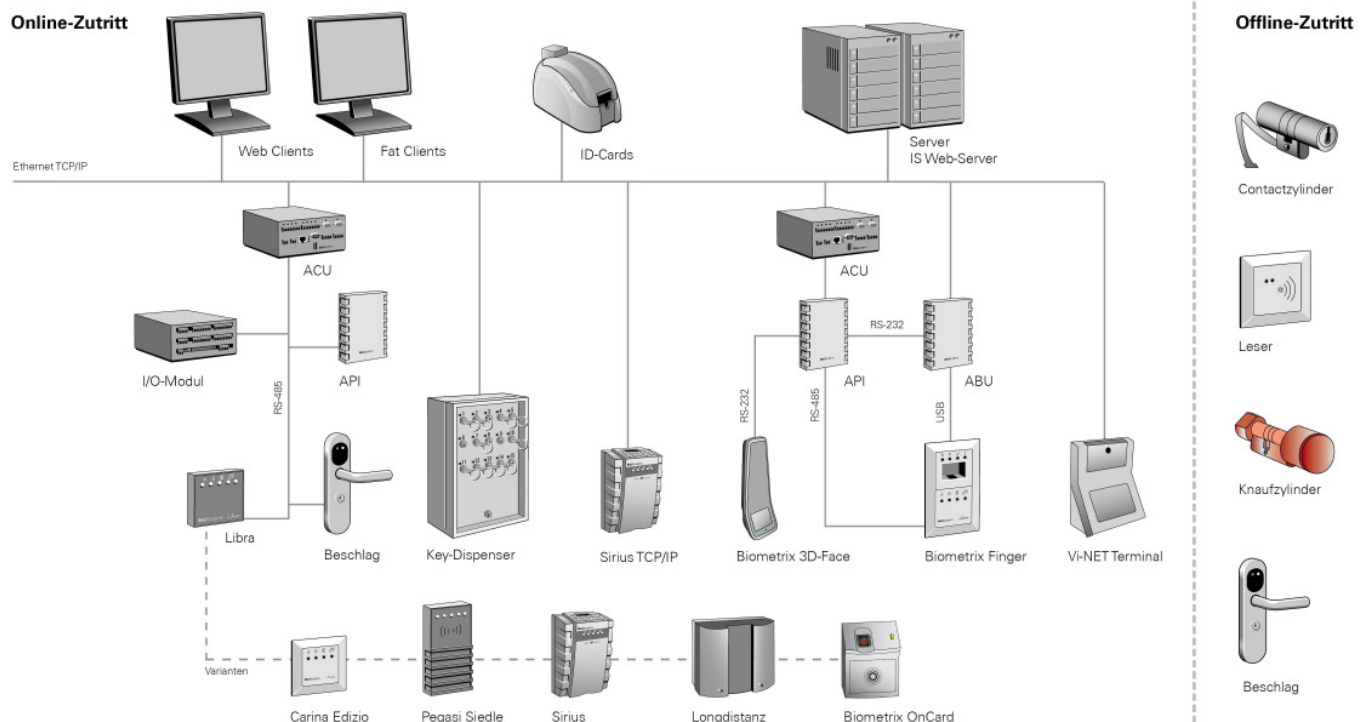 Online-Zutritt
Offline-Zutritt
Web Clients
Fat Clients
ID-Cards
Server
IS Web-Server
Ethernet TCP/IP
Contactzylinder
ACU
ACU
RS-232
Leser
I/O-Modul
API
API
ABU
RS-485
RS-232
RS-485
USB
Knaufzylinder
Libra
Beschlag
Key-Dispenser
Sirius TCP/IP
Biometrix 3D-Face
Biometrix Finger
Vi-NET Terminal
Varianten
Beschlag
Carina Edizio
Pegasi Siedle
Sirius
Longdistanz
Biometrix OnCard